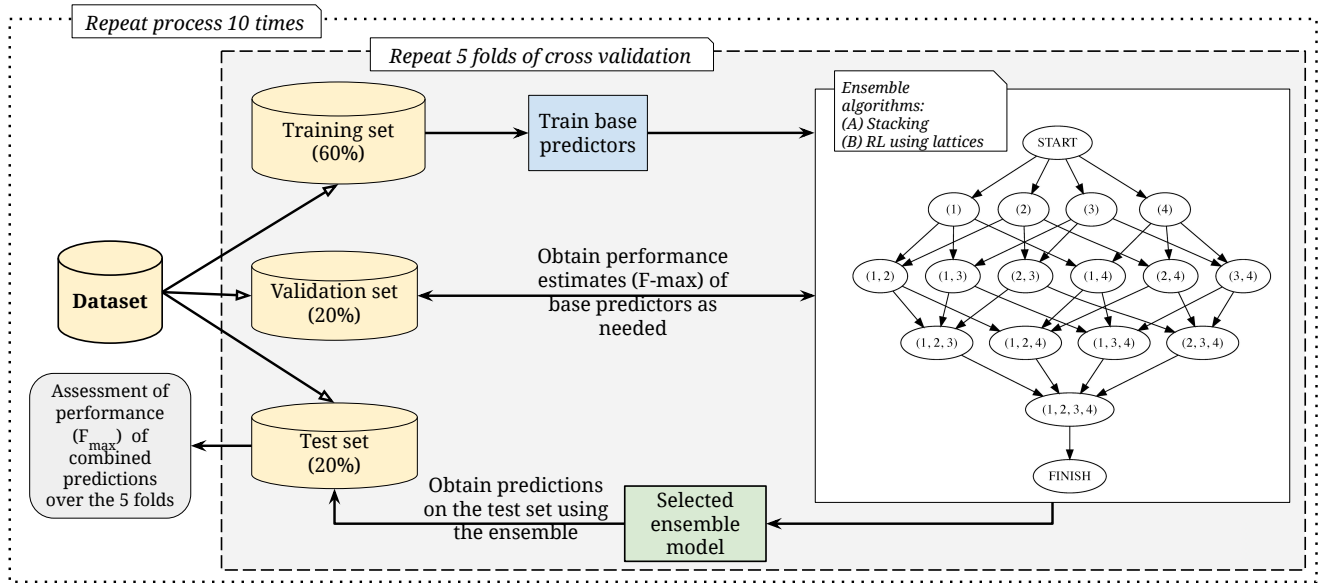 Repeat process 10 times
Repeat 5 folds of cross validation
Training set
(60%)
Train base
predictors
Ensemble
algorithms:
(A) Stacking
(B) RL using lattices
START
(1)
(2)
(3)
(4)
(1, 2)
(1, 3)
(2, 3)
(1, 4)
(2, 4)
(3, 4)
(1, 2, 3)
(1, 2, 4)
(1, 3, 4)
(2, 3, 4)
(1, 2, 3, 4)
FINISH
Dataset
Validation set
(20%)
Obtain performance
estimates (F-max) of
base predictors as
needed
Assessment of
performance
(Fmax) of
combined
predictions
over the 5 folds
Test set
(20%)
Obtain predictions
on the test set using
the ensemble
Selected
ensemble
model